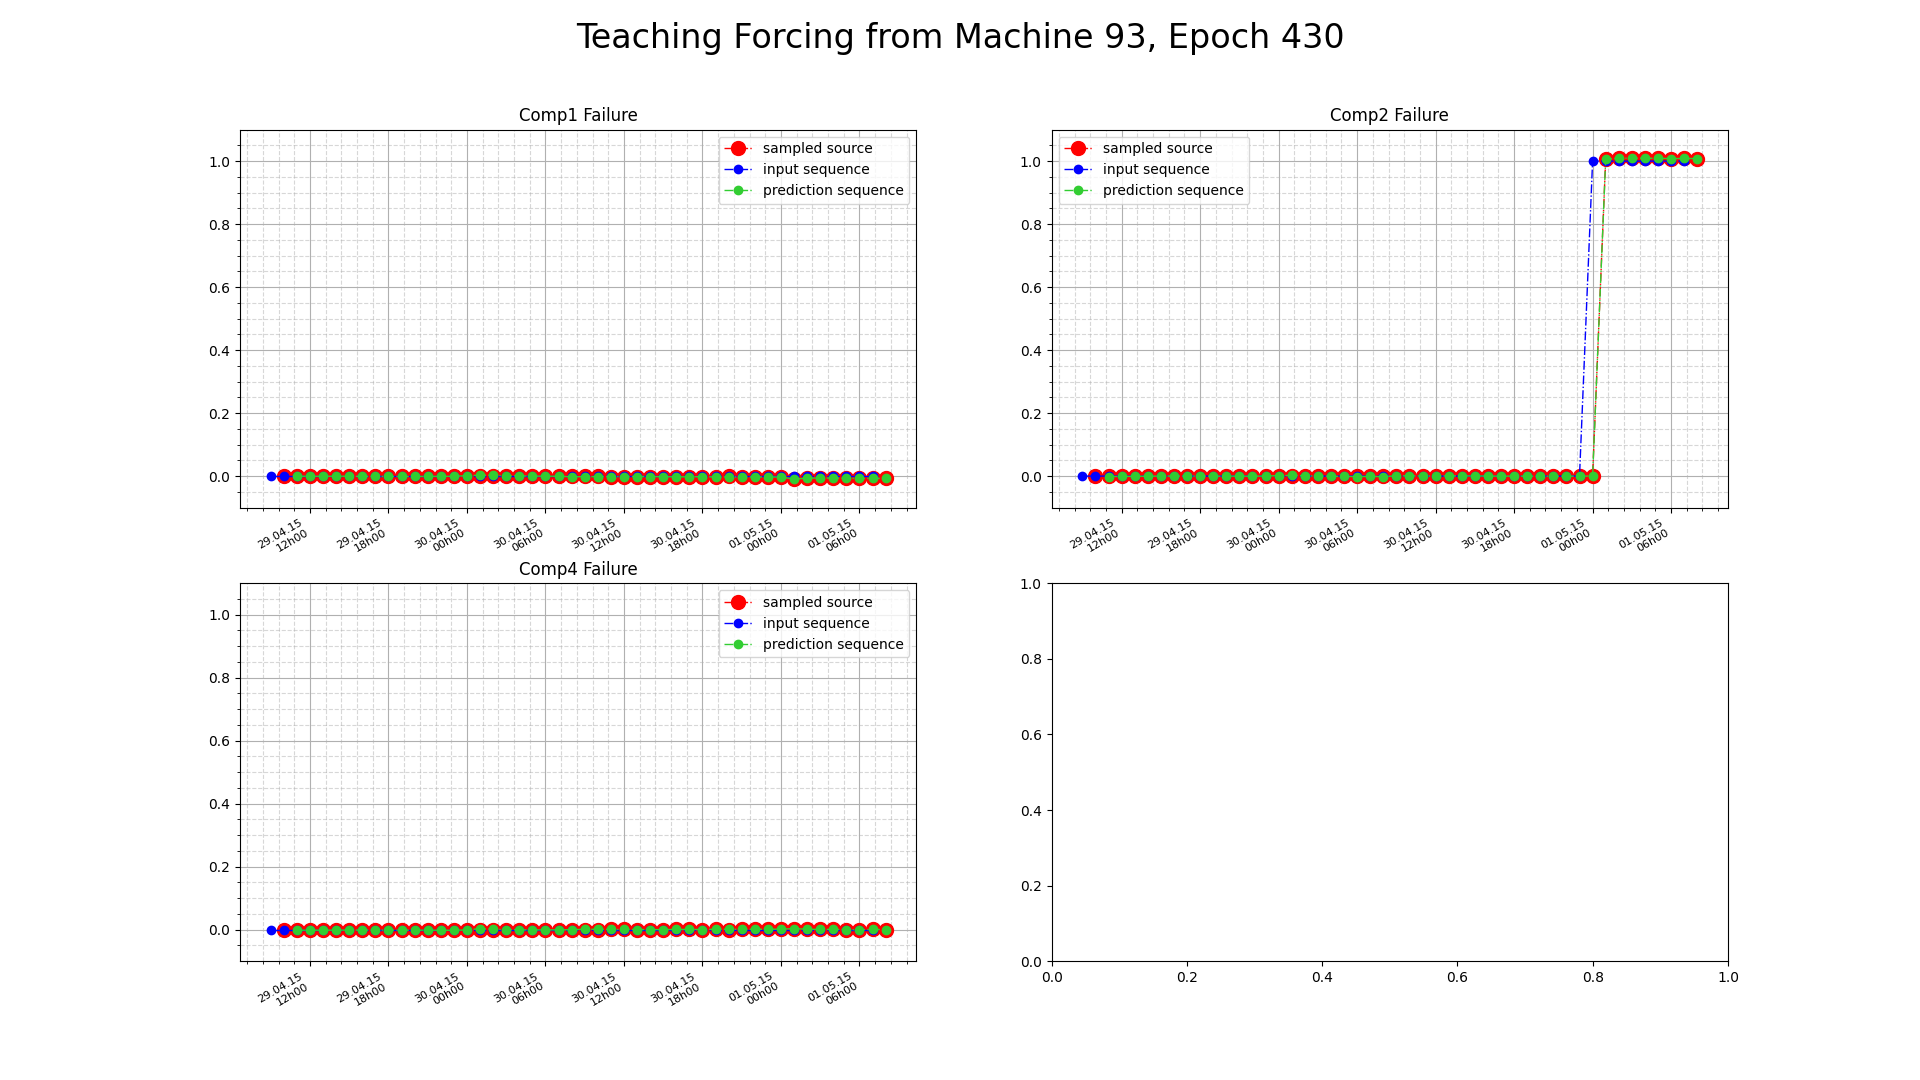 Teaching Forcing from Machine 93, Epoch 430
Comp1 Failure
1.0
0.8
0.6
0.4
0.2
0.0
sampled source
input sequence
prediction sequence
29.04.15
12h00
29.04.15
18h00
30.04.15
00h00
30.04.15
06h00
30.04.15
12h00
30.04.15
18h00
01.05.15
00h00
01.05.15
06h00
Comp2 Failure
1.0
0.8
0.6
0.4
0.2
0.0
sampled source
input sequence
prediction sequence
29.04.15
12h00
29.04.15
18h00
30.04.15
00h00
30.04.15
06h00
30.04.15
12h00
30.04.15
18h00
01.05.15
00h00
01.05.15
06h00
Comp4 Failure
1.0
0.8
0.6
0.4
0.2
0.0
sampled source
input sequence
prediction sequence
29.04.15
12h00
29.04.15
18h00
30.04.15
00h00
30.04.15
06h00
30.04.15
12h00
30.04.15
18h00
01.05.15
00h00
01.05.15
06h00
1.0
0.8
0.6
0.4
0.2
0.0
0.0 0.2 0.4 0.6 0.8 1.0